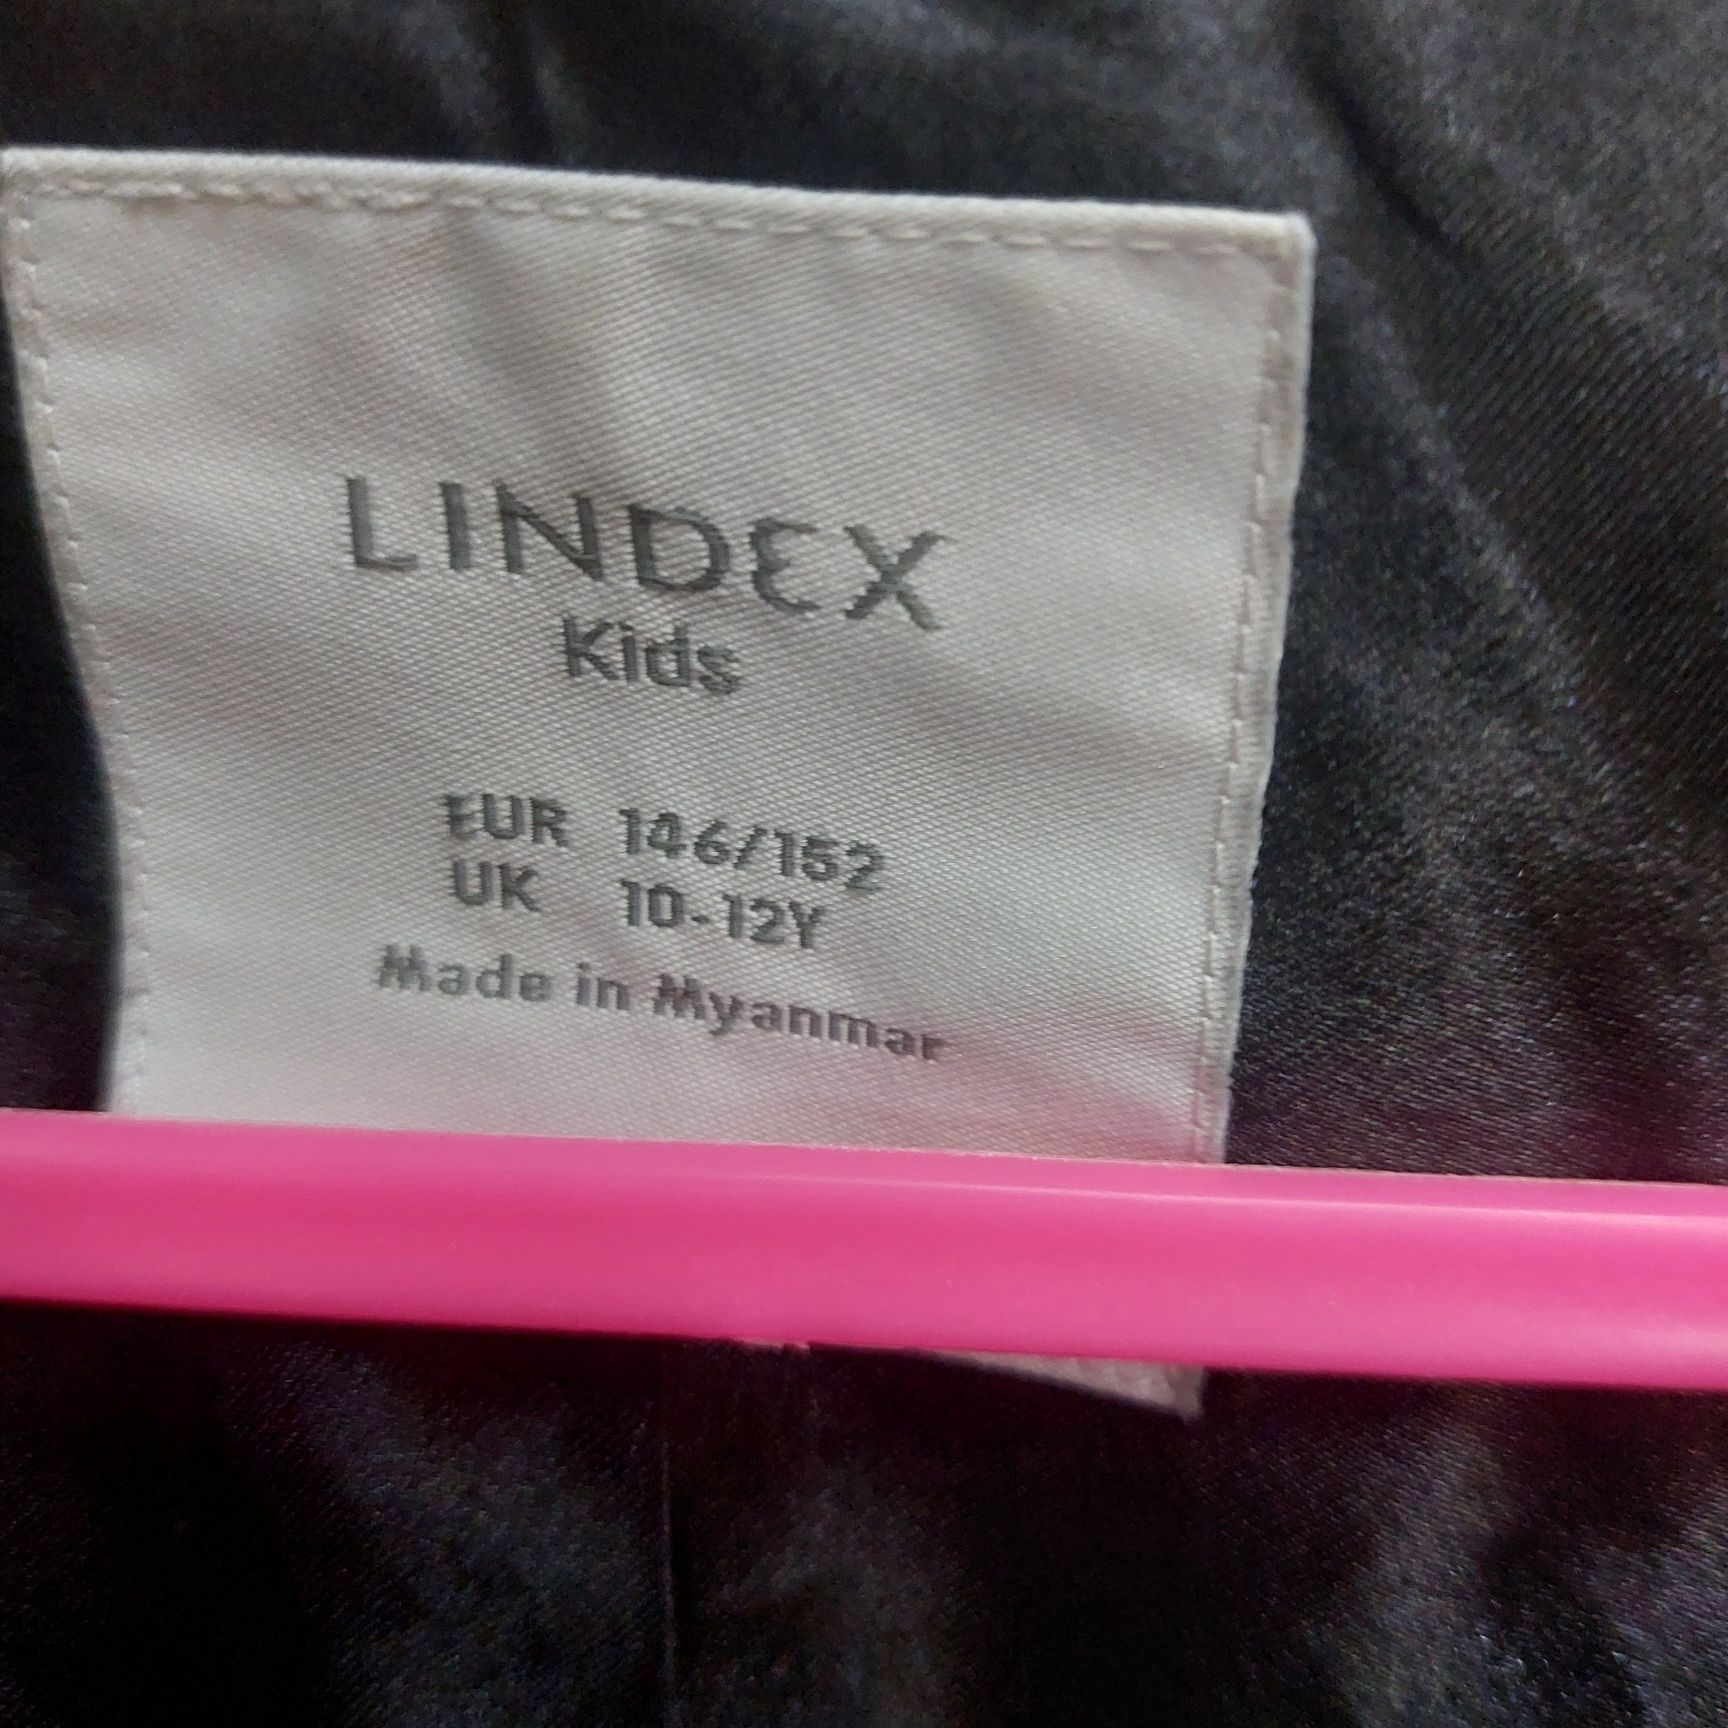 LINDEX
Kids
EUR 146/152
UK 10-12Y
Made in Myanmar